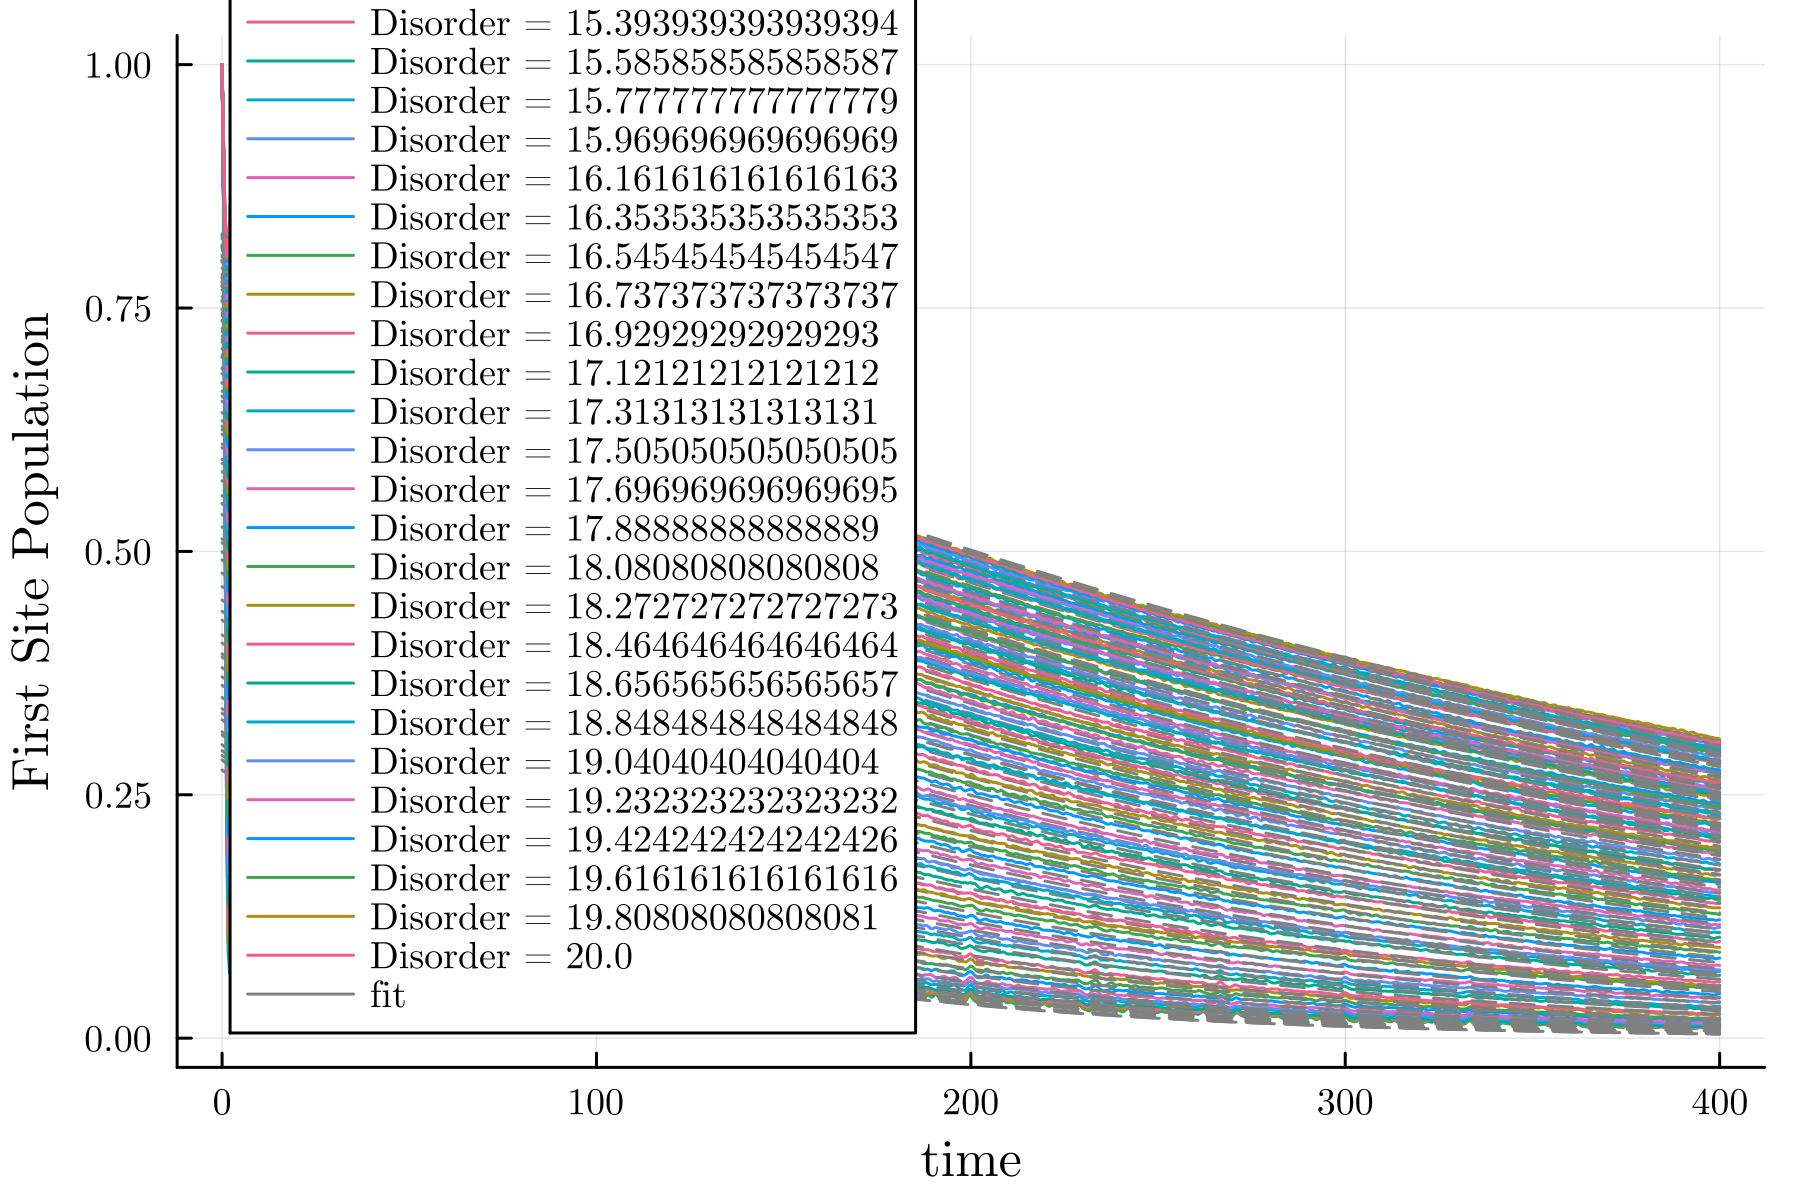 Disorder = 15.393939393939394
Disorder = 15.585858585858587
Disorder = 15.777777777777779
Disorder = 15.969696969696969
Disorder = 16.161616161616163
Disorder = 16.353535353535353
Disorder = 16.545454545454547
Disorder = 16.737373737373737
Disorder = 16.92929292929293
Disorder = 17.12121212121212
Disorder = 17.31313131313131
Disorder = 17.505050505050505
Disorder = 17.696969696969695
Disorder = 17.88888888888889
Disorder = 18.08080808080808
Disorder = 18.272727272727273
Disorder = 18.464646464646464
Disorder = 18.656565656565657
Disorder = 18.848484848484848
Disorder = 19.04040404040404
Disorder = 19.232323232323232
Disorder = 19.424242424242426
Disorder = 19.616161616161616
Disorder = 19.80808080808081
Disorder = 20.0
fit
1.00
0.75
0.50
0.25
0.00
First Site Population
0
100
200
300
400
time